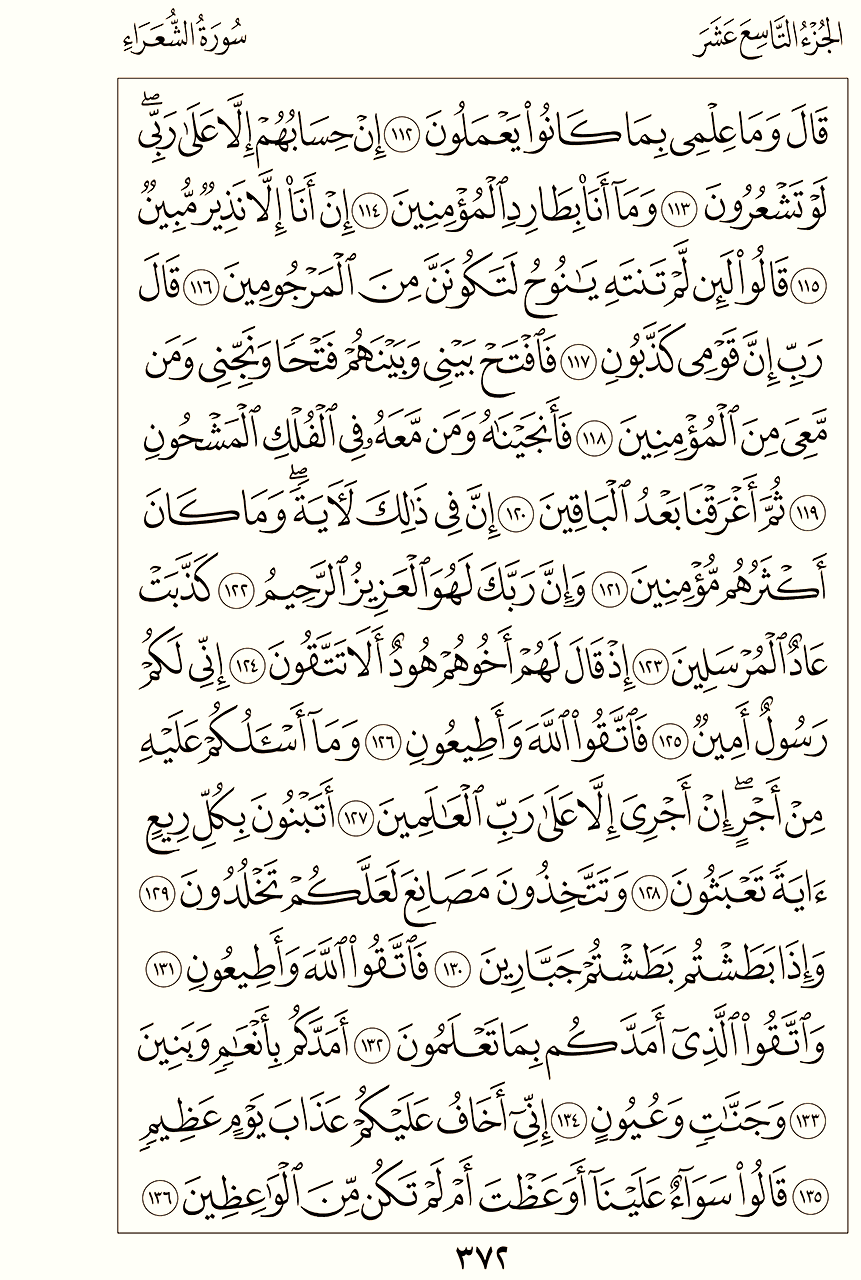 الجُزْءُ التَّاسِعَ عَشَرَ
سُورَةُ الشُّعَرَاءِ
قَالَ وَمَا عِلْمِى بِمَا كَانُوا۟ يَعْمَلُونَ ١١٢ إِنْ حِسَابُهُمْ إِلَّا عَلَىٰ رَبِّى ۖ
لَوْ تَشْعُرُونَ ١١٣ وَمَآ أَنَا۠ بِطَارِدِ ٱلْمُؤْمِنِينَ ١١٤ إِنْ أَنَا۠ إِلَّا نَذِيرٌ مُّبِينٌ
١١٥ قَالُوا۟ لَئِن لَّمْ تَنتَهِ يَٰنُوحُ لَتَكُونَنَّ مِنَ ٱلْمَرْجُومِينَ ١١٦ قَالَ
رَبِّ إِنَّ قَوْمِى كَذَّبُونِ ١١٧ فَٱفْتَحْ بَيْنِى وَبَيْنَهُمْ فَتْحًا وَنَجِّنِى وَمَن
مَّعِىَ مِنَ ٱلْمُؤْمِنِينَ ١١٨ فَأَنجَيْنَٰهُ وَمَن مَّعَهُۥ فِى ٱلْفُلْكِ ٱلْمَشْحُونِ
١١٩ ثُمَّ أَغْرَقْنَا بَعْدُ ٱلْبَاقِينَ ١٢٠ إِنَّ فِى ذَٰلِكَ لَءَايَةً ۖ وَمَا كَانَ
أَكْثَرُهُم مُّؤْمِنِينَ ١٢١ وَإِنَّ رَبَّكَ لَهُوَ ٱلْعَزِيزُ ٱلرَّحِيمُ ١٢٢ كَذَّبَتْ
عَادٌ ٱلْمُرْسَلِينَ ١٢٣ إِذْ قَالَ لَهُمْ أَخُوهُمْ هُودٌ أَلَا تَتَّقُونَ ١٢٤ إِنِّى لَكُمْ
رَسُولٌ أَمِينٌ ١٢٥ فَٱتَّقُوا۟ ٱللَّهَ وَأَطِيعُونِ ١٢٦ وَمَآ أَسْـَٔلُكُمْ عَلَيْهِ
مِنْ أَجْرٍ ۖ إِنْ أَجْرِىَ إِلَّا عَلَىٰ رَبِّ ٱلْعَٰلَمِينَ ١٢٧ أَتَبْنُونَ بِكُلِّ رِيعٍ
ءَايَةً تَعْبَثُونَ ١٢٨ وَتَتَّخِذُونَ مَصَانِعَ لَعَلَّكُمْ تَخْلُدُونَ ١٢٩
وَإِذَا بَطَشْتُم بَطَشْتُمْ جَبَّارِينَ ١٣٠ فَٱتَّقُوا۟ ٱللَّهَ وَأَطِيعُونِ ١٣١
وَٱتَّقُوا۟ ٱلَّذِىٓ أَمَدَّكُم بِمَا تَعْلَمُونَ ١٣٢ أَمَدَّكُم بِأَنْعَٰمٍ وَبَنِينَ
١٣٣ وَجَنَّٰتٍ وَعُيُونٍ ١٣٤ إِنِّىٓ أَخَافُ عَلَيْكُمْ عَذَابَ يَوْمٍ عَظِيمٍ
١٣٥ قَالُوا۟ سَوَآءٌ عَلَيْنَآ أَوَعَظْتَ أَمْ لَمْ تَكُن مِّنَ ٱلْوَٰعِظِينَ ١٣٦
٣٧٢